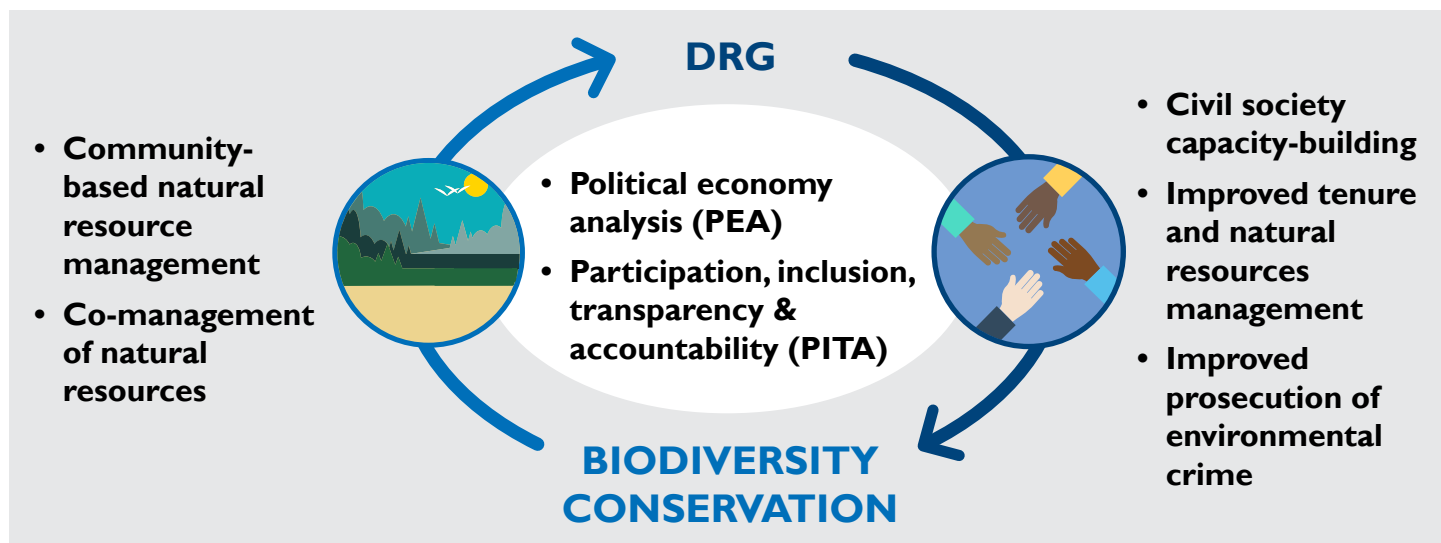 DRG
• Community-
based natural
resource
management
• Co-management
of natural
resources
• Political economy
analysis (PEA)
• Participation, inclusion,
transparency &
accountability (PITA)
• Civil society
capacity-building
• Improved tenure
and natural
resources
management
• Improved
prosecution of
environmental
crime
BIODIVERSITY
CONSERVATION